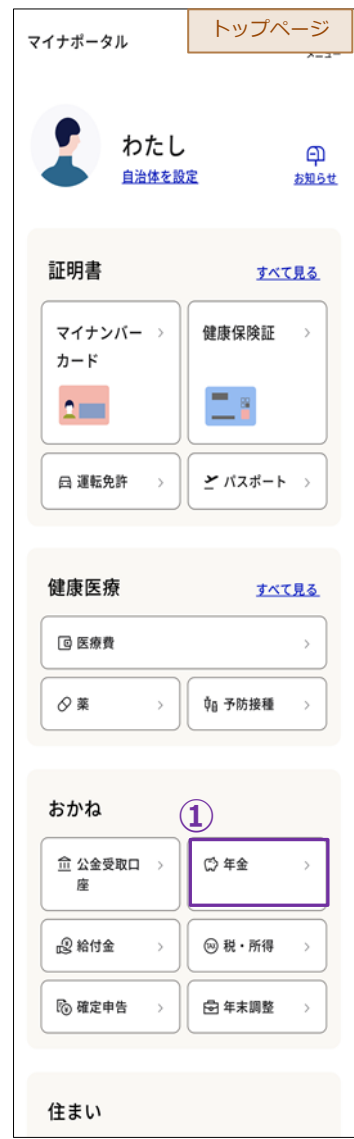 トップページ
マイナポータル
メニュー
わたし
自治体を設定
お知らせ
証明書
すべて見る
マイナンバー
カード
健康保険証
運転免許
パスポート
健康医療
すべて見る
医療費
薬
予防接種
おかね
①
公金受取口
座
年金
給付金
税・所得
確定申告
年末調整
住まい